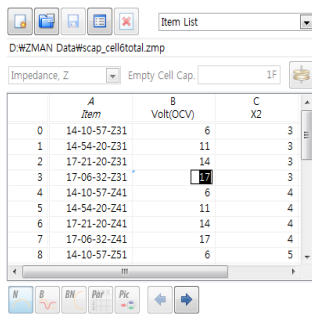 Item List
D:₩ZMAN Data₩scap_cell6total.zmp
Impedance, Z Empty Cell Cap. 1F
A B C
Item Volt(OCV) X2
0 14-10-57-Z31 6 3
1 14-54-20-Z31 11 3
2 17-21-20-Z31 14 3
3 17-06-32-Z31 17 3
4 14-10-57-Z41 6 4
5 14-54-20-Z41 11 4
6 17-21-20-Z41 14 4
7 17-06-32-Z41 17 4
8 14-10-57-Z51 6 5
N B BN Par Pic